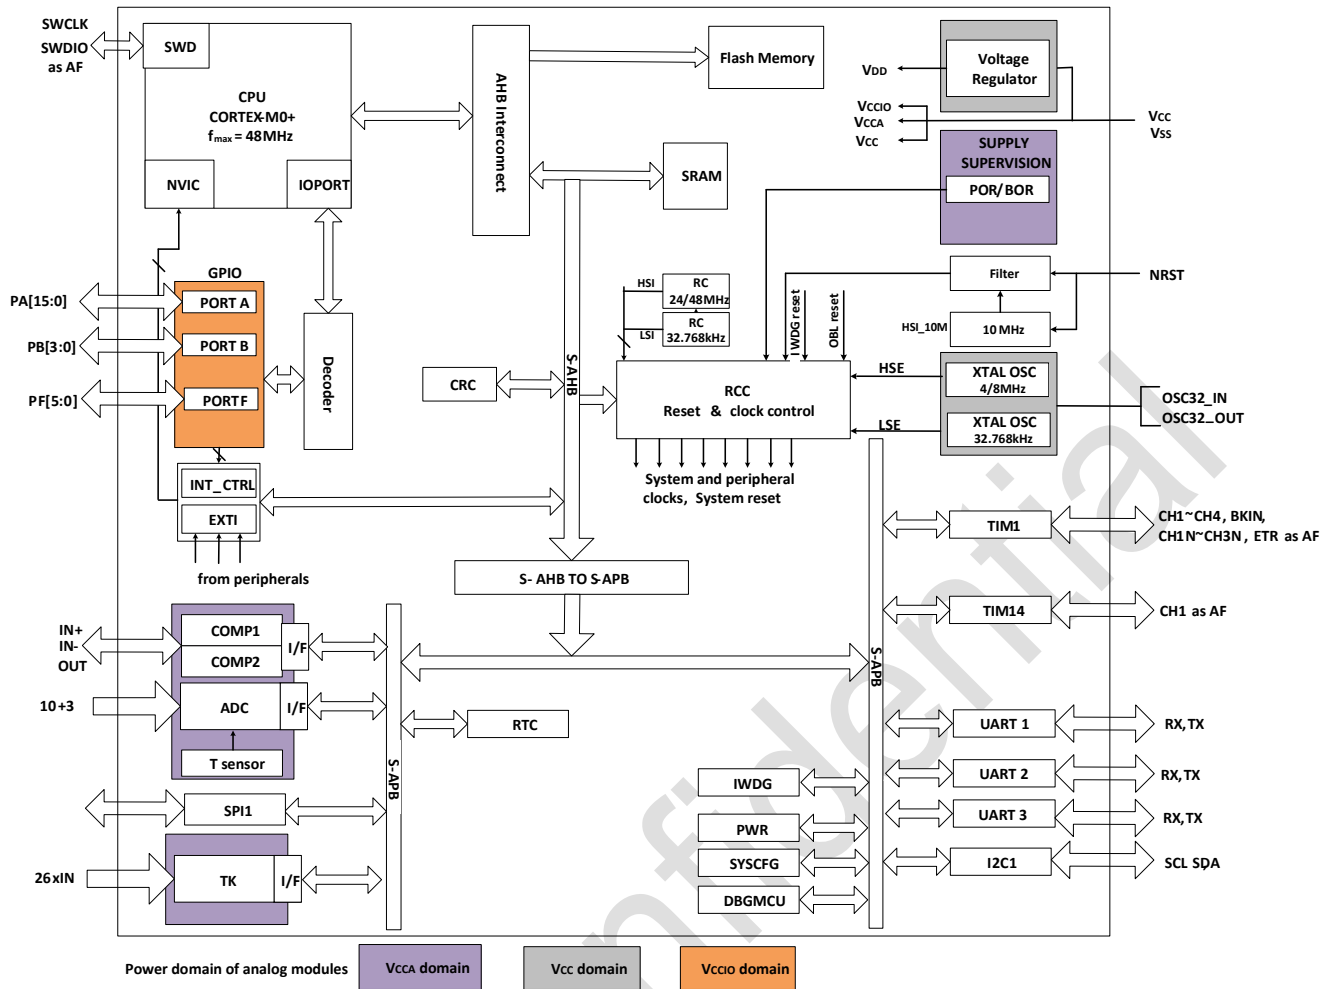 SWCLK
SWDIO
as AF
SWD
CPU
CORTEX-M0+
fmax = 48MHz
NVIC
IOPORT
AHB Interconnect
Flash Memory
SRAM
Voltage
Regulator
VDD
VCCIO
VCCA
VCC
VCC
VSS
SUPPLY
SUPERVISION
POR/BOR
GPIO
PA[15:0]
PORT A
PB[3:0]
PORT B
PF[5:0]
PORT F
Decoder
INT_CTRL
EXTI
from peripherals
S-AHB
CRC
HSI
RC
24/48MHz
LSI
RC
32.768kHz
IWDG reset
OBL reset
Filter
NRST
HSI_10M
10 MHz
RCC
Reset & clock control
HSE
XTAL OSC
4/8MHz
LSE
XTAL OSC
32.768kHz
OSC32_IN
OSC32_OUT
System and peripheral
clocks, System reset
S- AHB TO S-APB
IN+
IN-
OUT
COMP1
COMP2
I/F
10+3
ADC
I/F
T sensor
SPI1
26xIN
TK
I/F
S-APB
RTC
S-APB
TIM1
CH1~CH4, BKIN,
CH1N~CH3N, ETR as AF
TIM14
CH1 as AF
UART 1
RX,TX
UART 2
RX,TX
UART 3
RX,TX
I2C1
SCL SDA
IWDG
PWR
SYSCFG
DBGMCU
Power domain of analog modules
VCCA domain
VCC domain
VCCIO domain